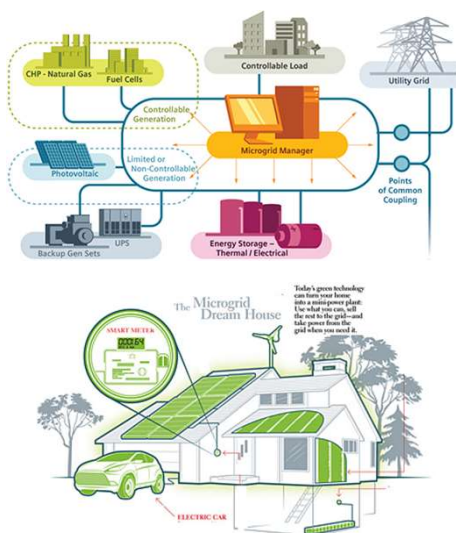 CHP - Natural Gas
Fuel Cells
Controllable
Generation
Controllable Load
Utility Grid
Microgrid Manager
Photovoltaic
Limited or
Non-Controllable
Generation
Points
of Common
Coupling
Backup Gen Sets
UPS
Energy Storage –
Thermal / Electrical
The Microgrid
Dream House
Today's green technology
can turn your home
into a mini-power plant:
Use what you can, sell
the rest to the grid—and
take power from the
grid when you need it.
SMART METER
ELECTRIC CAR